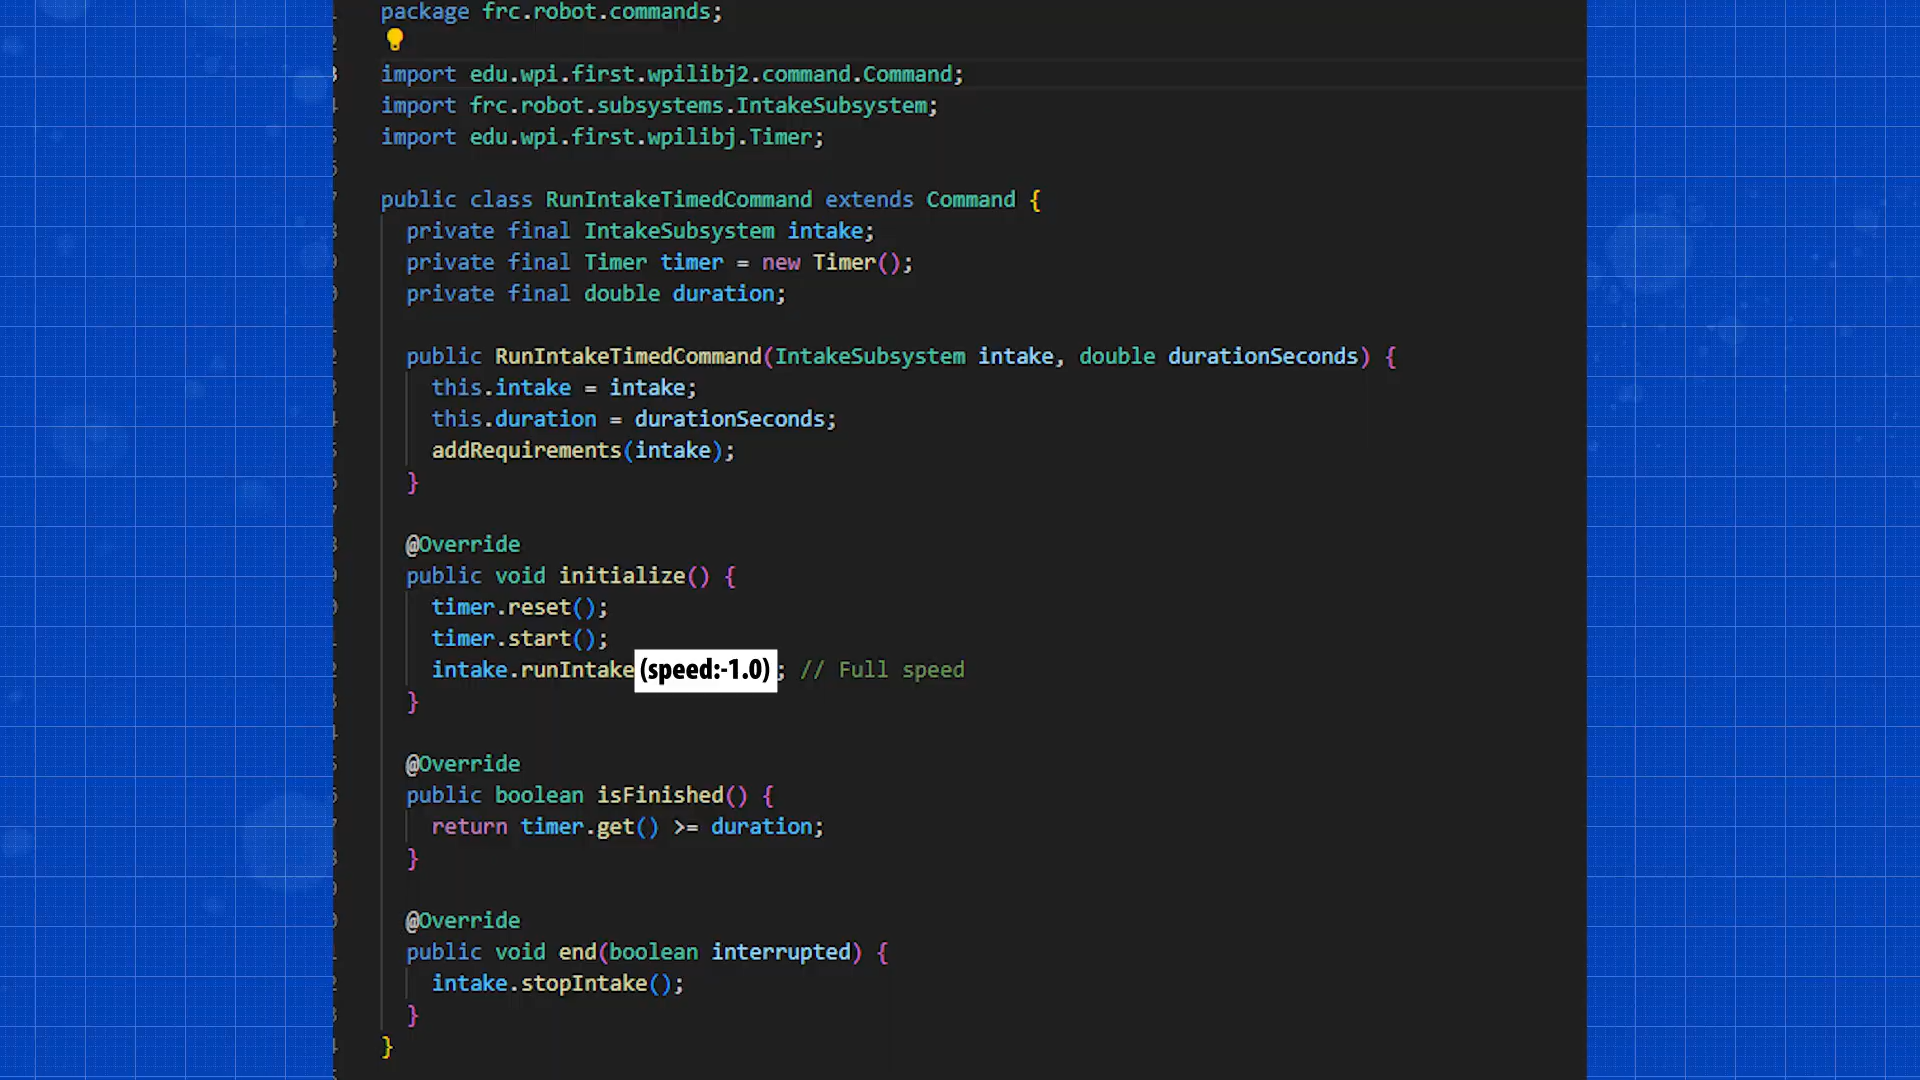 package frc.robot.commands;
import edu.wpi.first.wpilibj2.command.Command;
import frc.robot.subsystems.IntakeSubsystem;
import edu.wpi.first.wpilibj.Timer;
public class RunIntakeTimedCommand extends Command {
private final IntakeSubsystem intake;
private final Timer timer = new Timer();
private final double duration;
public RunIntakeTimedCommand(IntakeSubsystem intake, double durationSeconds) {
this.intake = intake;
this.duration = durationSeconds;
addRequirements(intake);
}
@Override
public void initialize() {
timer.reset();
timer.start();
intake.runIntake(speed:-1.0); // Full speed
}
@Override
public boolean isFinished() {
return timer.get() >= duration;
}
@Override
public void end(boolean interrupted) {
intake.stopIntake();
}
}